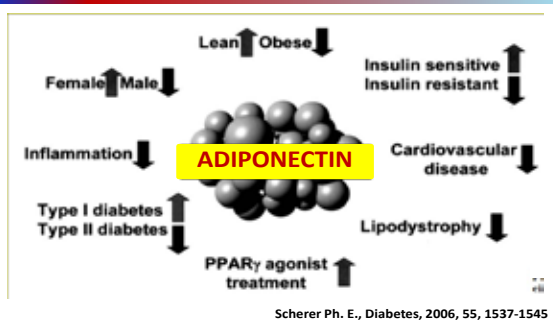 Lean Obese
Female Male
Insulin sensitive
Insulin resistant
Inflammation
ADIPONECTIN
Cardiovascular
disease
Type I diabetes
Type II diabetes
Lipodystrophy
PPARγ agonist
treatment
Scherer Ph. E., Diabetes, 2006, 55, 1537-1545